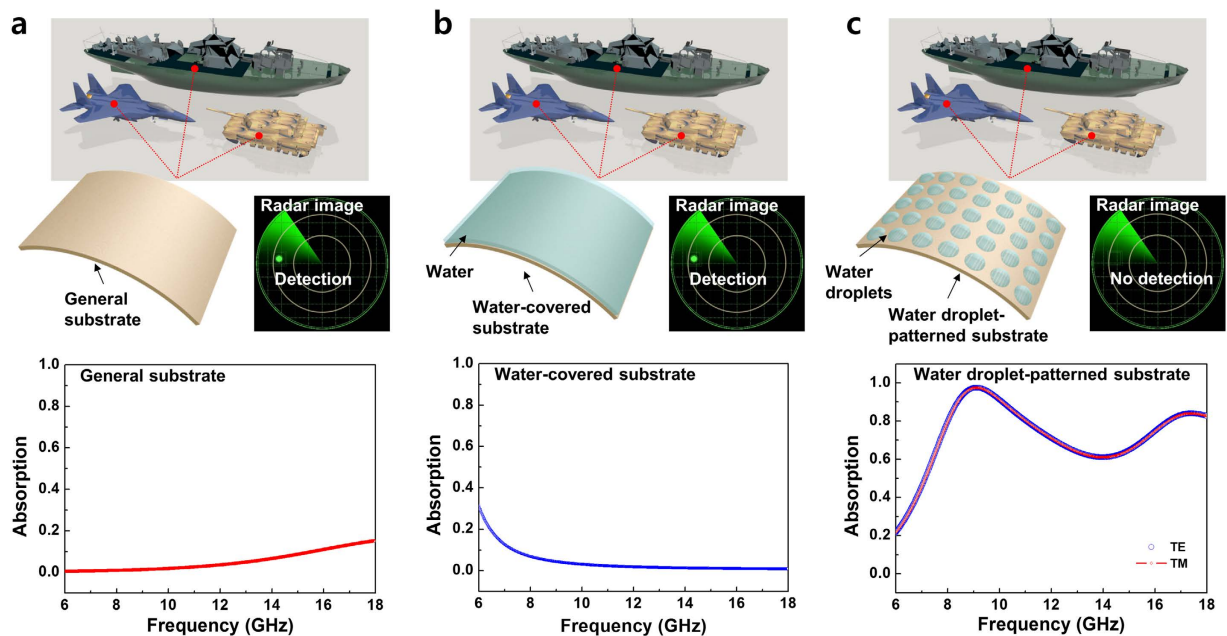 a
Radar image
Detection
General
substrate
General substrate
Absorption
1.0
0.8
0.6
0.4
0.2
0.0
6 8 10 12 14 16 18
Frequency (GHz)
b
Radar image
Detection
Water
Water-covered
substrate
Water-covered substrate
Absorption
1.0
0.8
0.6
0.4
0.2
0.0
6 8 10 12 14 16 18
Frequency (GHz)
c
Radar image
No detection
Water
droplets
Water droplet-
patterned substrate
Water droplet-patterned substrate
Absorption
1.0
0.8
0.6
0.4
0.2
0.0
TE
TM
6 8 10 12 14 16 18
Frequency (GHz)